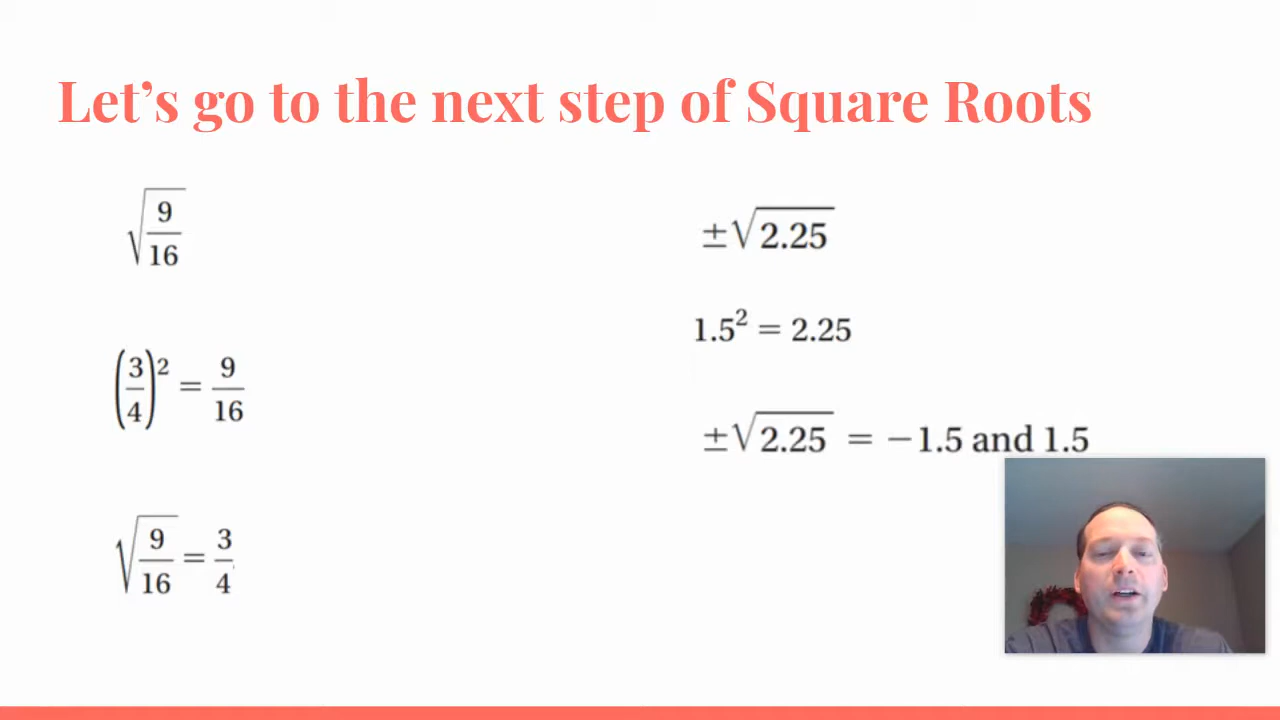 Let's go to the next step of Square Roots
√(9/16)
(3/4)² = 9/16
√(9/16) = 3/4
±√2.25
1.5² = 2.25
±√2.25 = −1.5 and 1.5